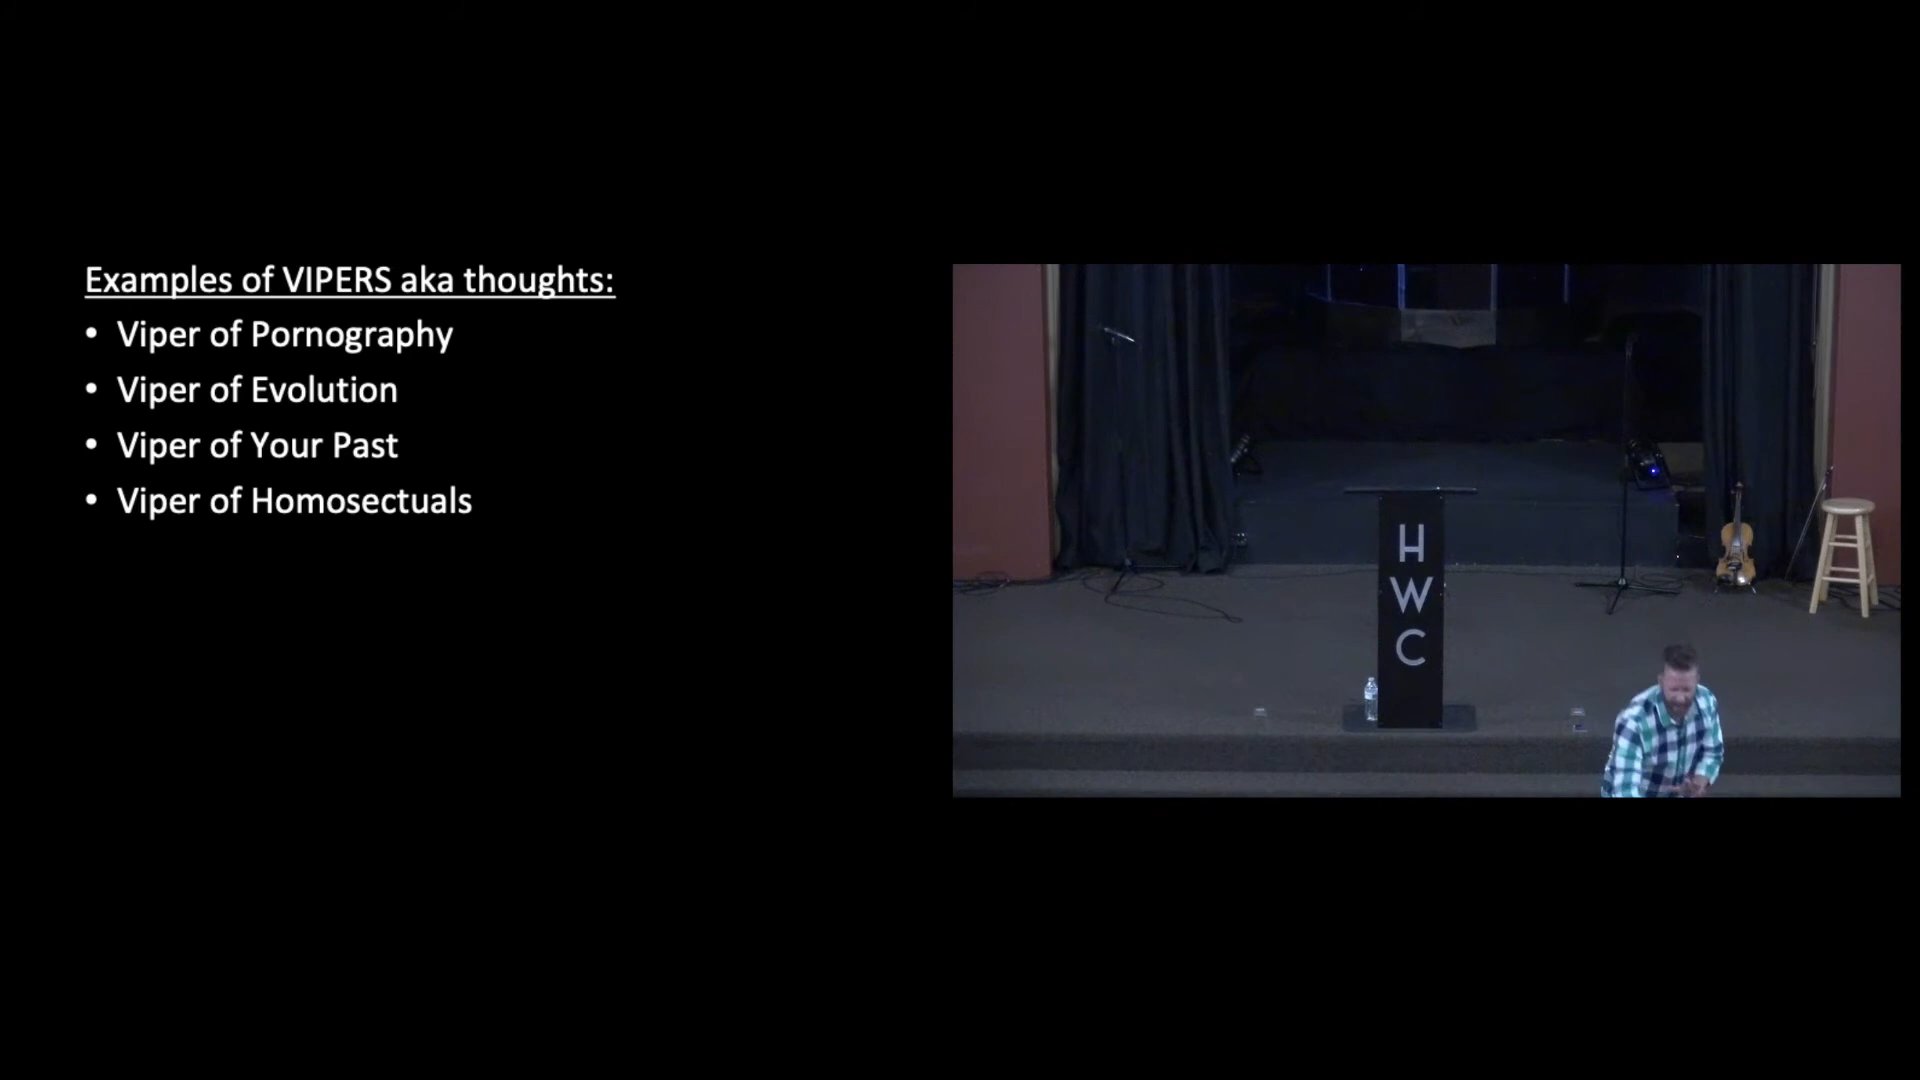 Examples of VIPERS aka thoughts:
• Viper of Pornography
• Viper of Evolution
• Viper of Your Past
• Viper of Homosectuals
H
W
C